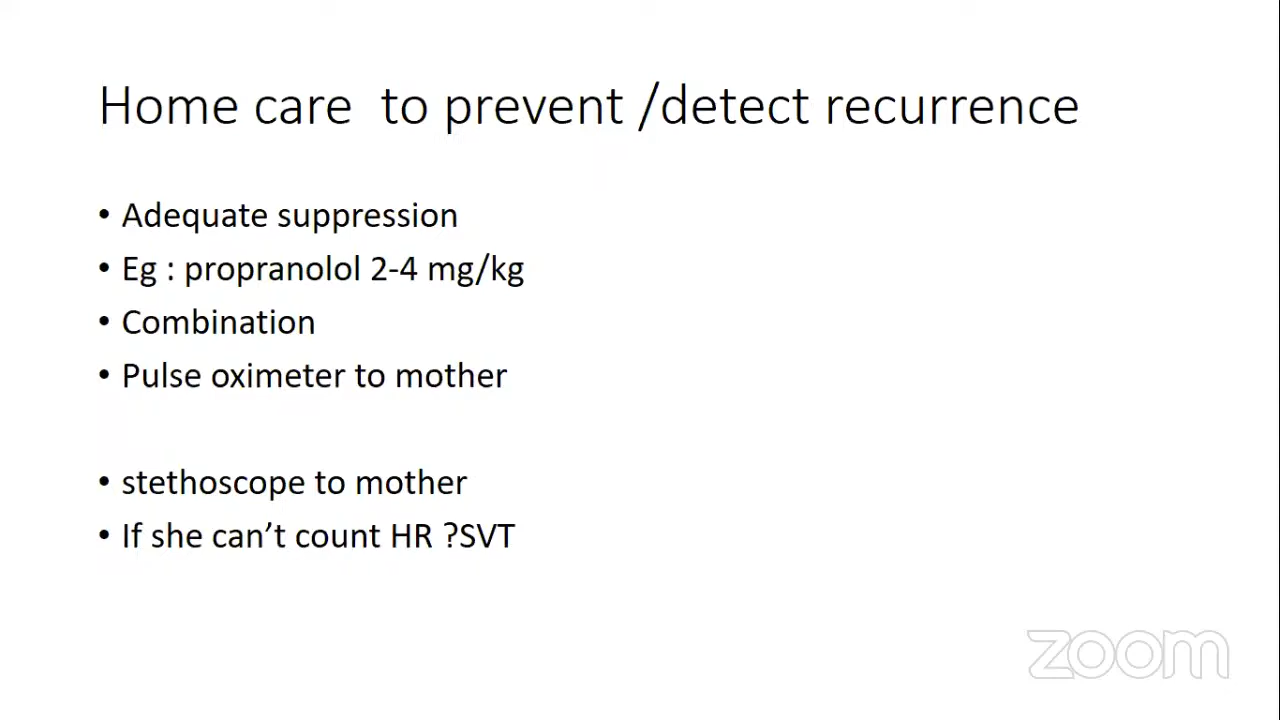 Home care  to prevent /detect recurrence
• Adequate suppression
• Eg : propranolol 2-4 mg/kg
• Combination
• Pulse oximeter to mother
• stethoscope to mother
• If she can’t count HR ?SVT
zoom